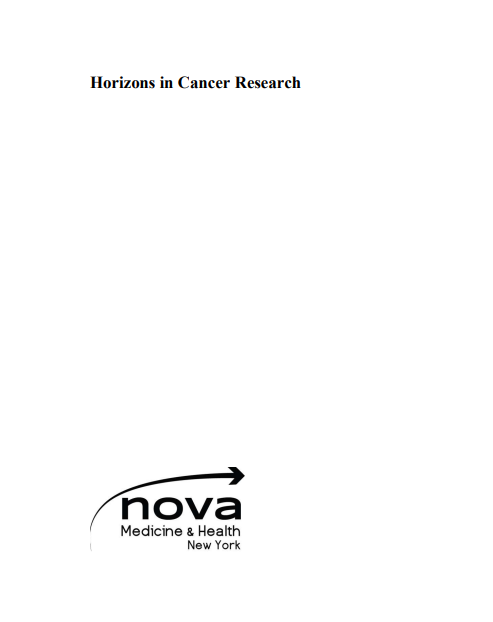 Horizons in Cancer Research
nova
Medicine & Health
New York